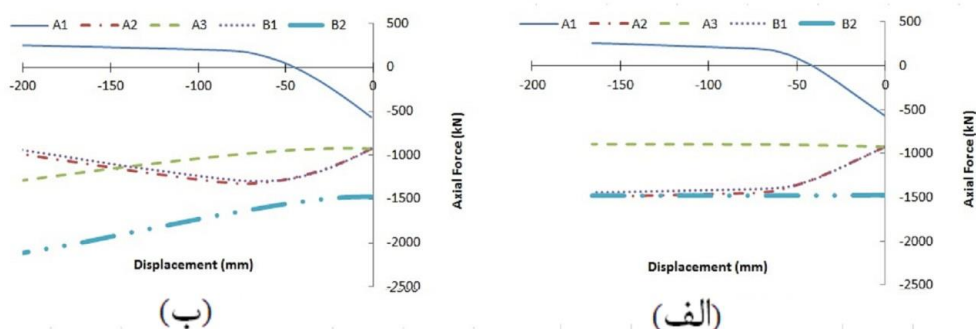 A1 A2 A3 B1 B2
500
0
-500
-1000
-1500
-2000
-2500
-200 -150 -100 -50 0
Axial Force (kN)
Displacement (mm)
(ب)
A1 A2 A3 B1 B2
500
0
-500
-1000
-1500
-2000
-2500
-200 -150 -100 -50 0
Axial Force (kN)
Displacement (mm)
(الف)